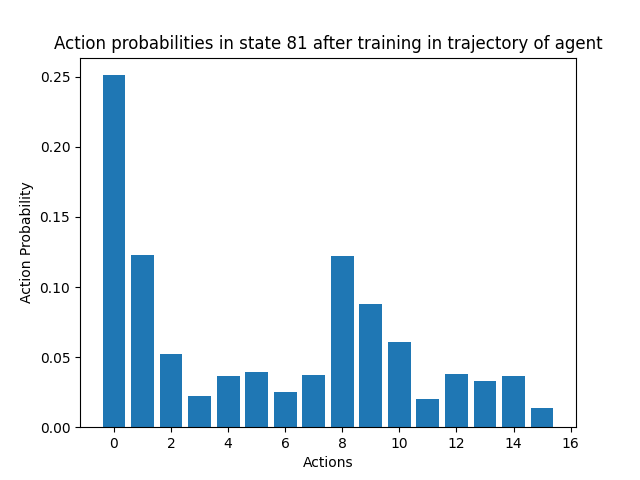 Action probabilities in state 81 after training in trajectory of agent
0.25
0.20
0.15
0.10
0.05
0.00
Action Probability
0 2 4 6 8 10 12 14 16
Actions